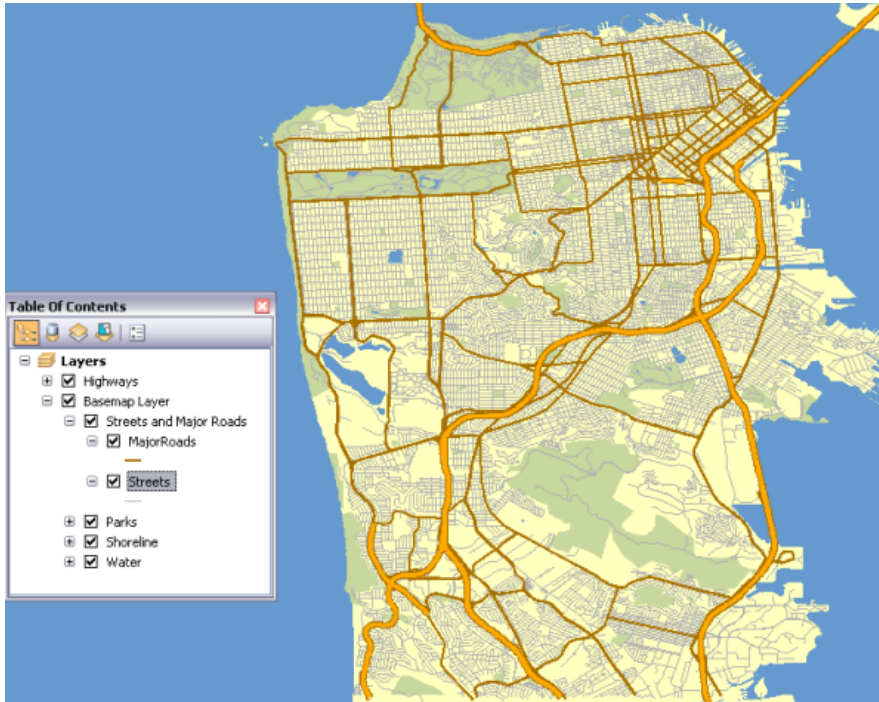 Table Of Contents
Layers
Highways
Basemap Layer
Streets and Major Roads
MajorRoads
Streets
Parks
Shoreline
Water